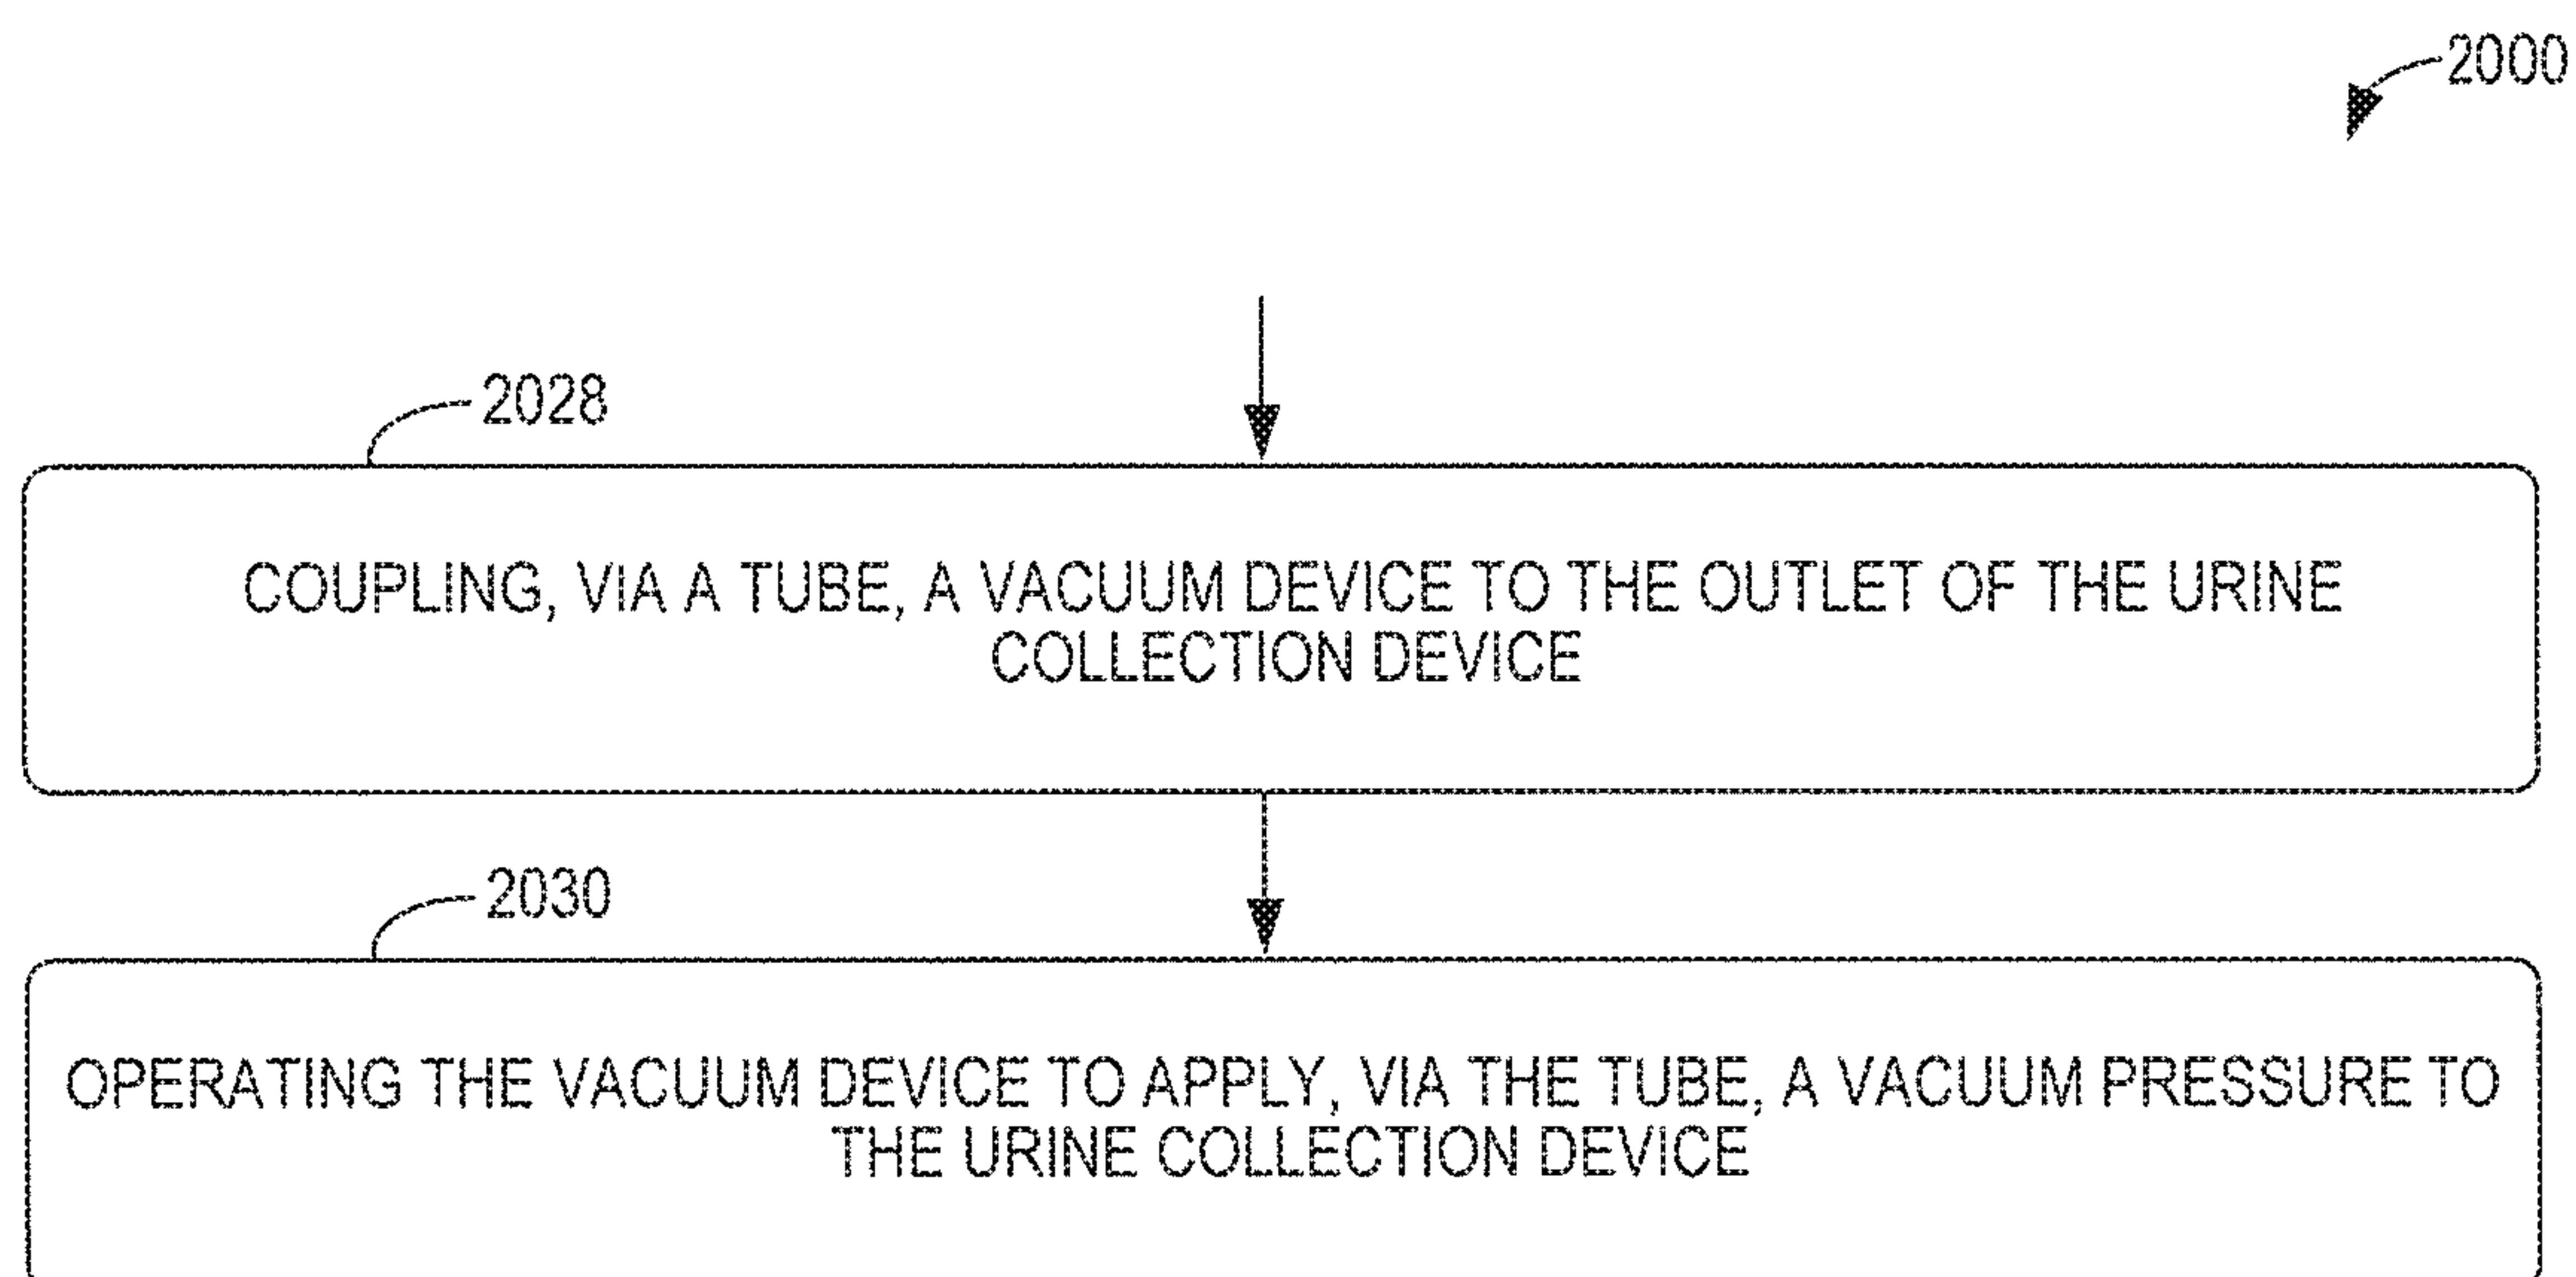 2000
2028
COUPLING, VIA A TUBE, A VACUUM DEVICE TO THE OUTLET OF THE URINE
COLLECTION DEVICE
2030
OPERATING THE VACUUM DEVICE TO APPLY, VIA THE TUBE, A VACUUM PRESSURE TO
THE URINE COLLECTION DEVICE